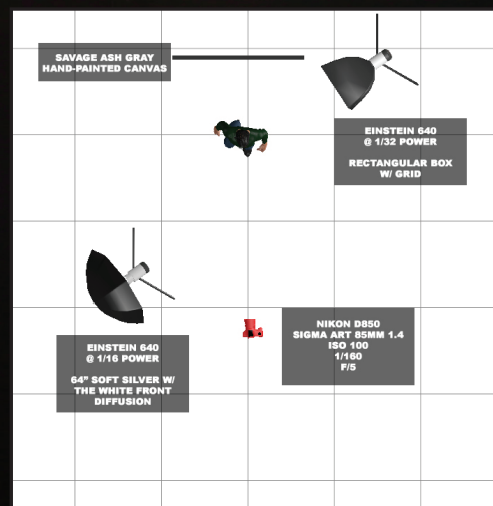 SAVAGE ASH GRAY
HAND-PAINTED CANVAS
EINSTEIN 640
@ 1/32 POWER
RECTANGULAR BOX
W/ GRID
NIKON D850
SIGMA ART 85MM 1.4
ISO 100
1/160
F/5
EINSTEIN 640
@ 1/16 POWER
64" SOFT SILVER W/
THE WHITE FRONT
DIFFUSION